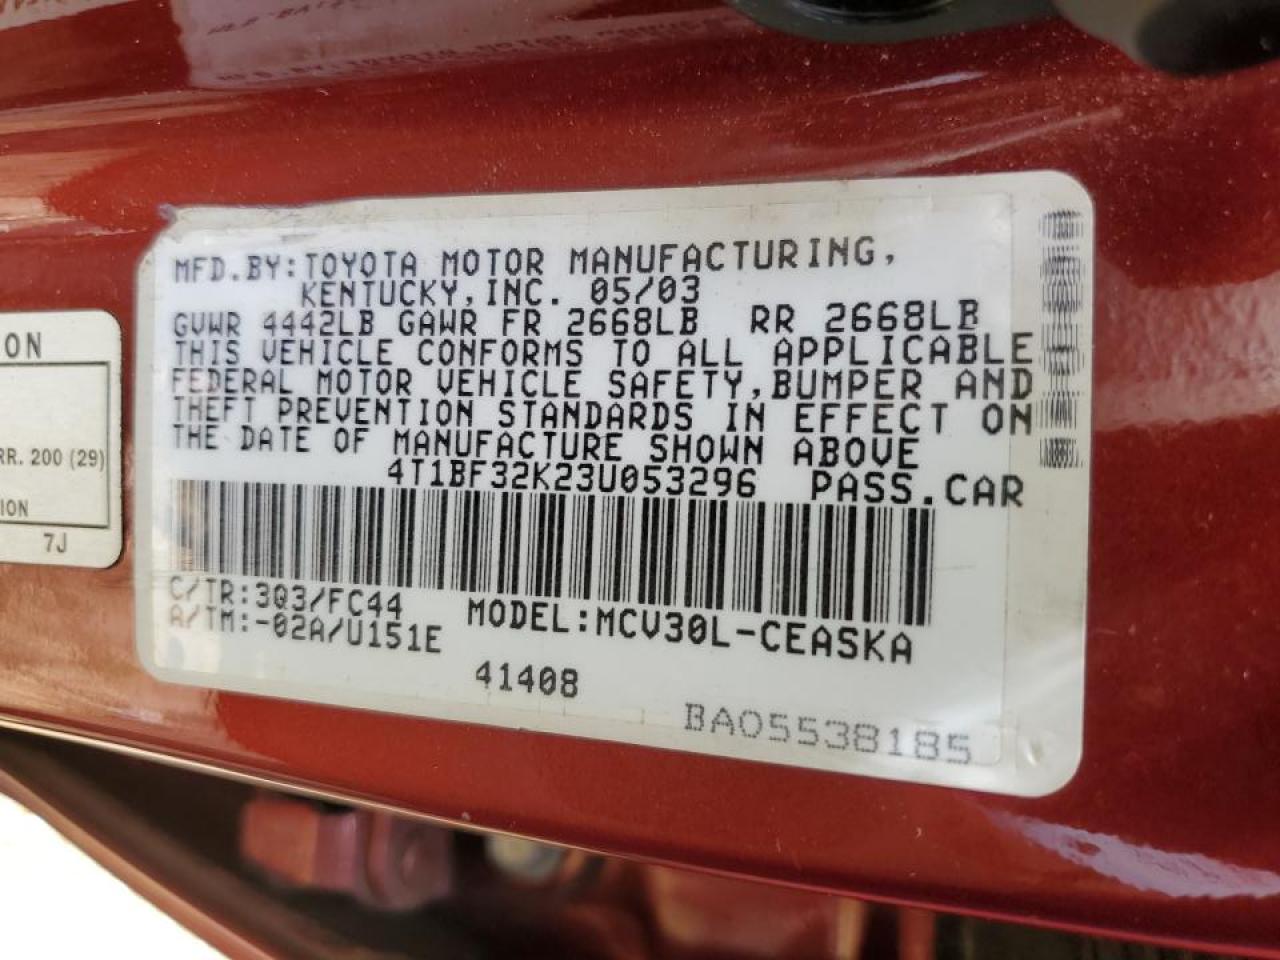 MFD.BY:TOYOTA MOTOR MANUFACTURING,
KENTUCKY,INC. 05/03
GVWR 4442LB GAWR FR 2668LB RR 2668LB
THIS VEHICLE CONFORMS TO ALL APPLICABLE
FEDERAL MOTOR VEHICLE SAFETY,BUMPER AND
THEFT PREVENTION STANDARDS IN EFFECT ON
THE DATE OF MANUFACTURE SHOWN ABOVE
4T1BF32K23U053296 PASS.CAR
C/TR:3Q3/FC44
A/TM:-02A/U151E
MODEL:MCV30L-CEASKA
41408
BA05538185
ON
RR. 200 (29)
ION
7J